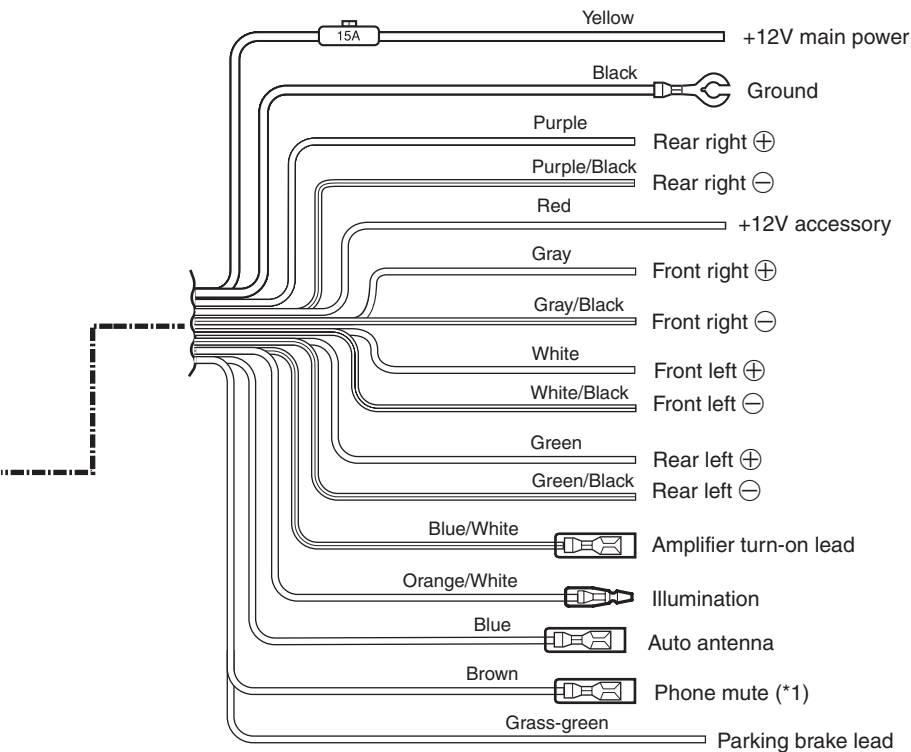 Yellow
15A
+12V main power
Black
Ground
Purple
Rear right ⊕
Purple/Black
Rear right ⊖
Red
+12V accessory
Gray
Front right ⊕
Gray/Black
Front right ⊖
White
Front left ⊕
White/Black
Front left ⊖
Green
Rear left ⊕
Green/Black
Rear left ⊖
Blue/White
Amplifier turn-on lead
Orange/White
Illumination
Blue
Auto antenna
Brown
Phone mute (*1)
Grass-green
Parking brake lead